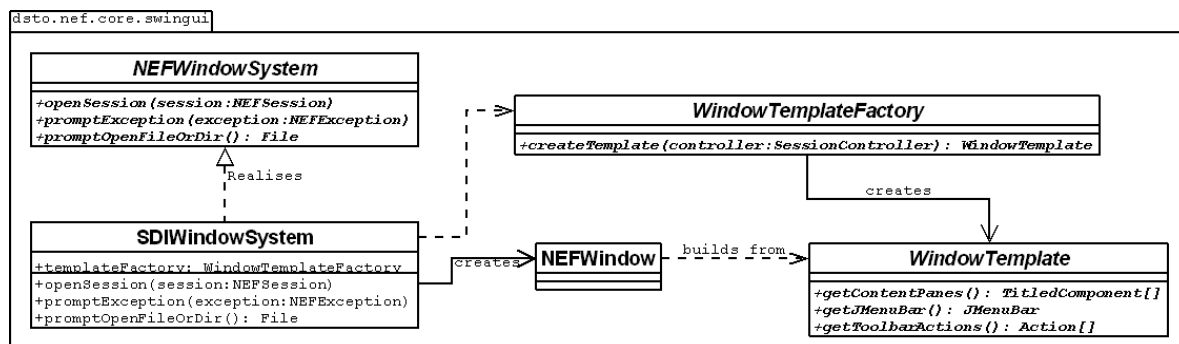 dsto.nef.core.swingui
NEFWindowSystem
+openSession(session:NEFSession)
+promptException(exception:NEFException)
+promptOpenFileOrDir(): File
WindowTemplateFactory
+createTemplate(controller:SessionController): WindowTemplate
Realises
creates
SDIWindowSystem
+templateFactory: WindowTemplateFactory
+openSession(session:NEFSession)
+promptException(exception:NEFException)
+promptOpenFileOrDir(): File
creates
NEFWindow
builds from
WindowTemplate
+getContentPanes(): TitledComponent[]
+getJMenuBar(): JMenuBar
+getToolbarActions(): Action[]